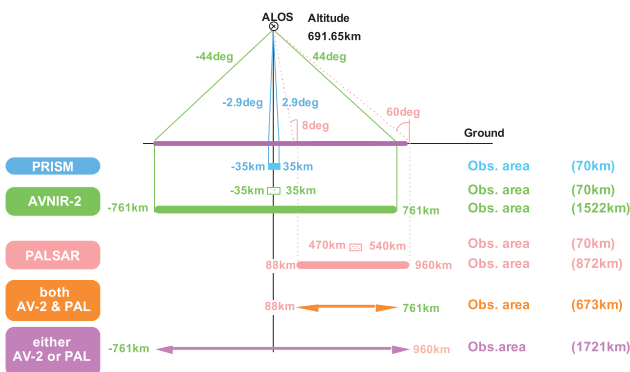 ALOS
Altitude
691.65km
-44deg 44deg
-2.9deg 2.9deg
8deg 60deg
Ground
PRISM -35km 35km Obs. area (70km)
-35km 35km Obs. area (70km)
AVNIR-2 -761km 761km Obs. area (1522km)
470km 540km Obs. area (70km)
PALSAR 88km 960km Obs. area (872km)
both
AV-2 & PAL 88km 761km Obs. area (673km)
either
AV-2 or PAL -761km 960km Obs.area (1721km)